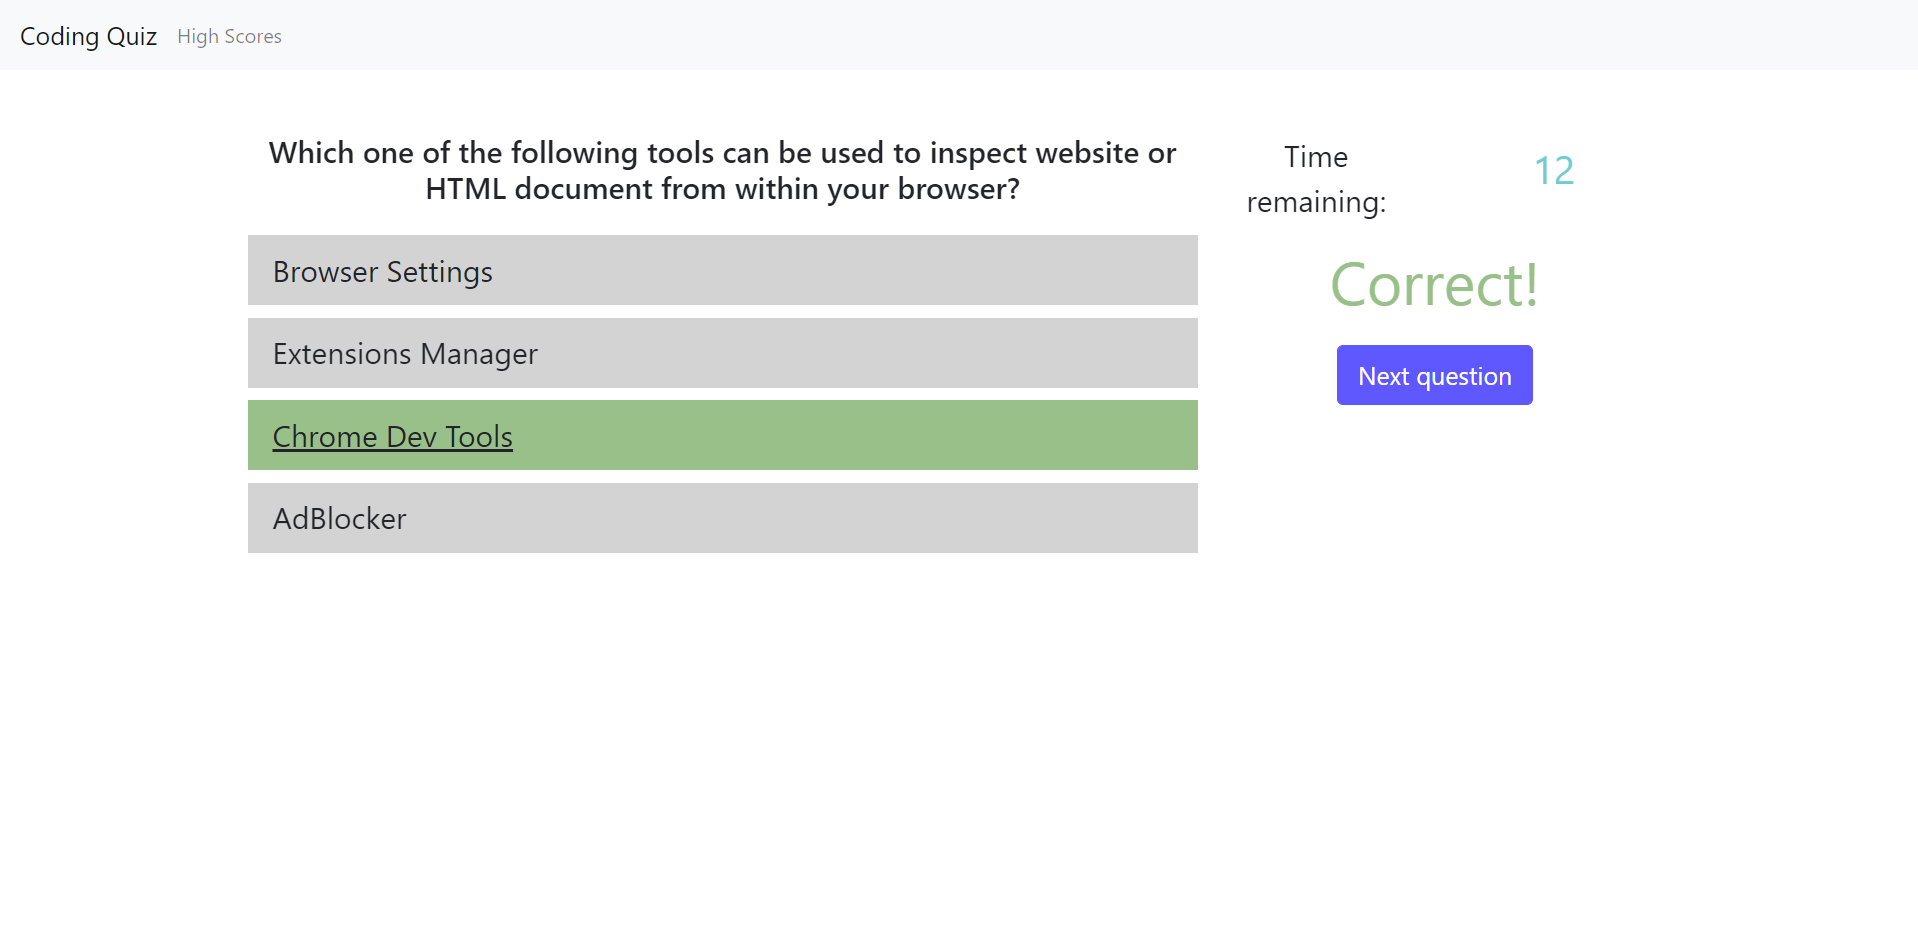 Coding Quiz High Scores
Which one of the following tools can be used to inspect website or
HTML document from within your browser?
Browser Settings
Extensions Manager
Chrome Dev Tools
AdBlocker
Time
remaining:
12
Correct!
Next question